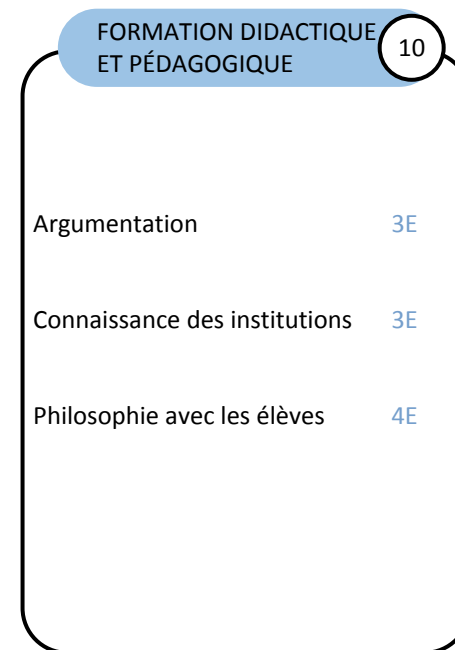 FORMATION DIDACTIQUE
ET PÉDAGOGIQUE
10
Argumentation 3E
Connaissance des institutions 3E
Philosophie avec les élèves 4E